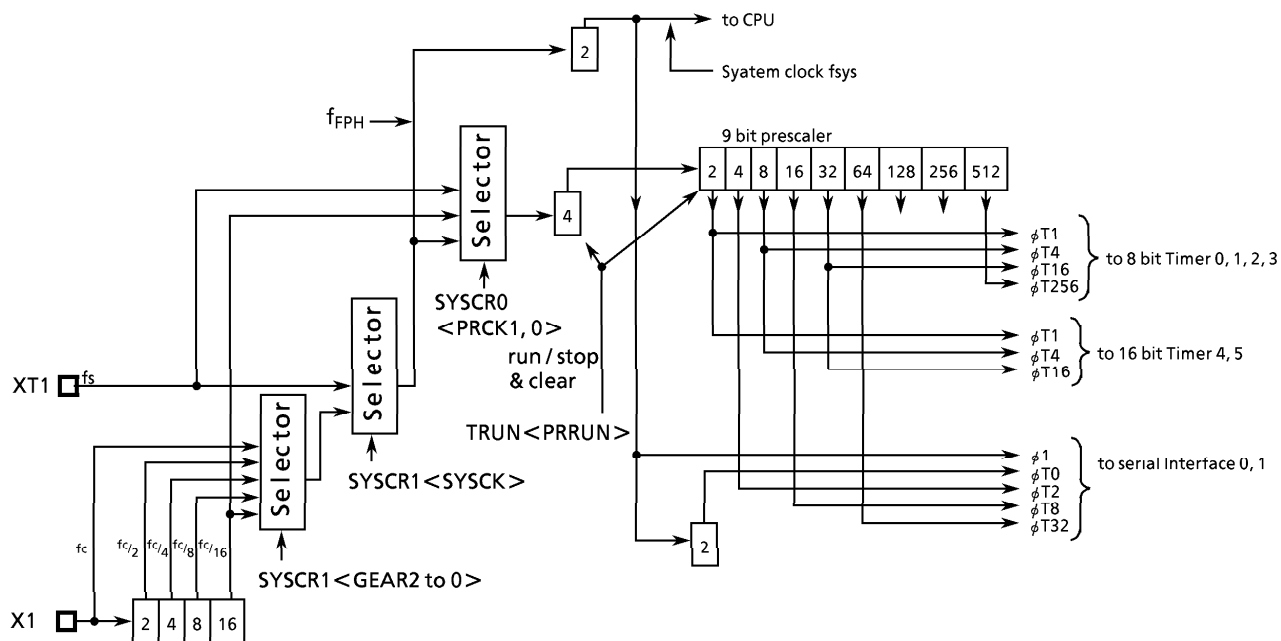 2
to CPU
Syatem clock fsys
fFPH
9 bit prescaler
Selector
2 4 8 16 32 64 128 256 512
4
φT1
φT4
φT16
φT256
to 8 bit Timer 0, 1, 2, 3
SYSCR0
<PRCK1, 0>
run / stop
& clear
Selector
φT1
φT4
φT16
to 16 bit Timer 4, 5
XT1
fs
TRUN<PRRUN>
Selector
SYSCR1<SYSCK>
φ1
φT0
φT2
φT8
φT32
to serial Interface 0, 1
fc
fc/2
fc/4
fc/8
fc/16
2
SYSCR1<GEAR2 to 0>
X1
2 4 8 16